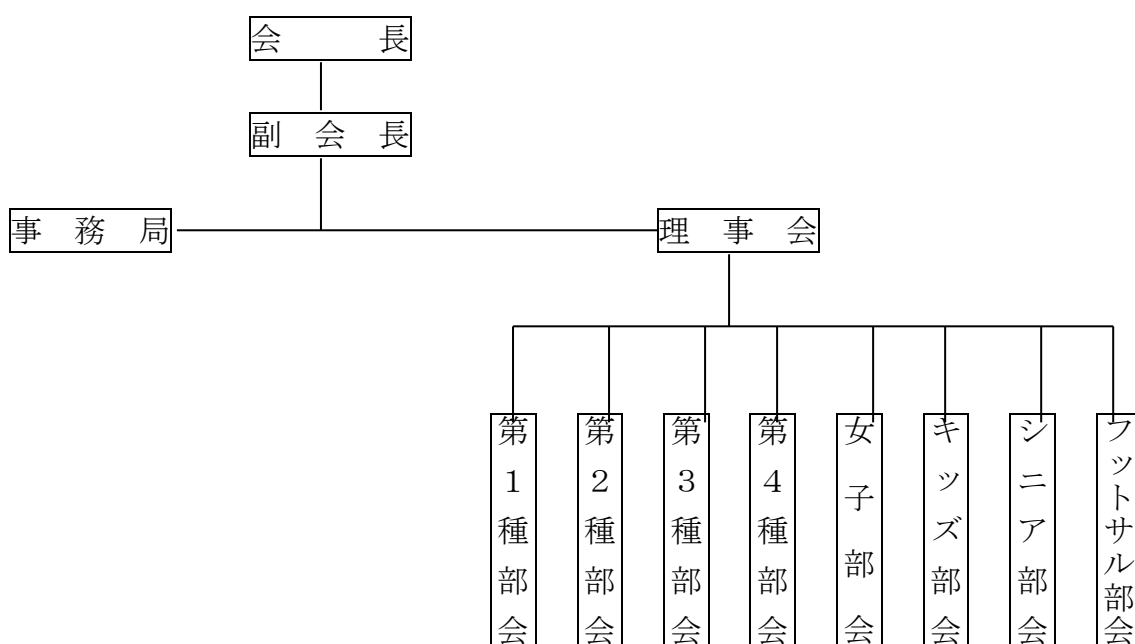 会　　　長
副　会　長
事　務　局
理　事　会
第１種部会
第２種部会
第３種部会
第４種部会
女子部会
キッズ部会
シニア部会
フットサル部会